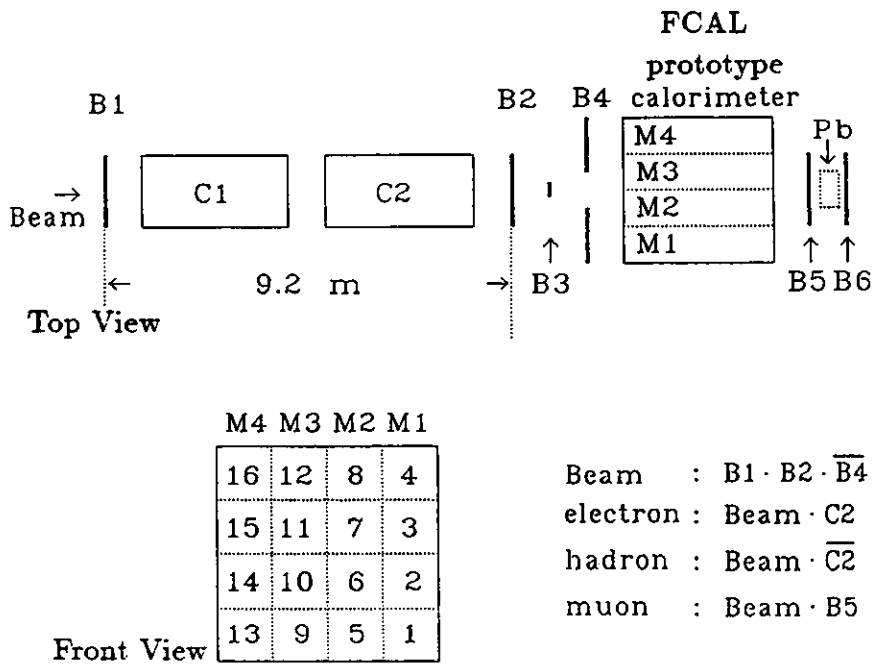 FCAL
prototype
B1 B2 B4 calorimeter
M4 Pb
M3
C1 C2
→ M2
Beam M1
← 9.2 m → B3 B5 B6
Top View
M4 M3 M2 M1
16 12 8 4
15 11 7 3
14 10 6 2
13 9 5 1
Front View
Beam : B1 · B2 · B̅4̅
electron : Beam · C2
hadron : Beam · C̅2̅
muon : Beam · B5